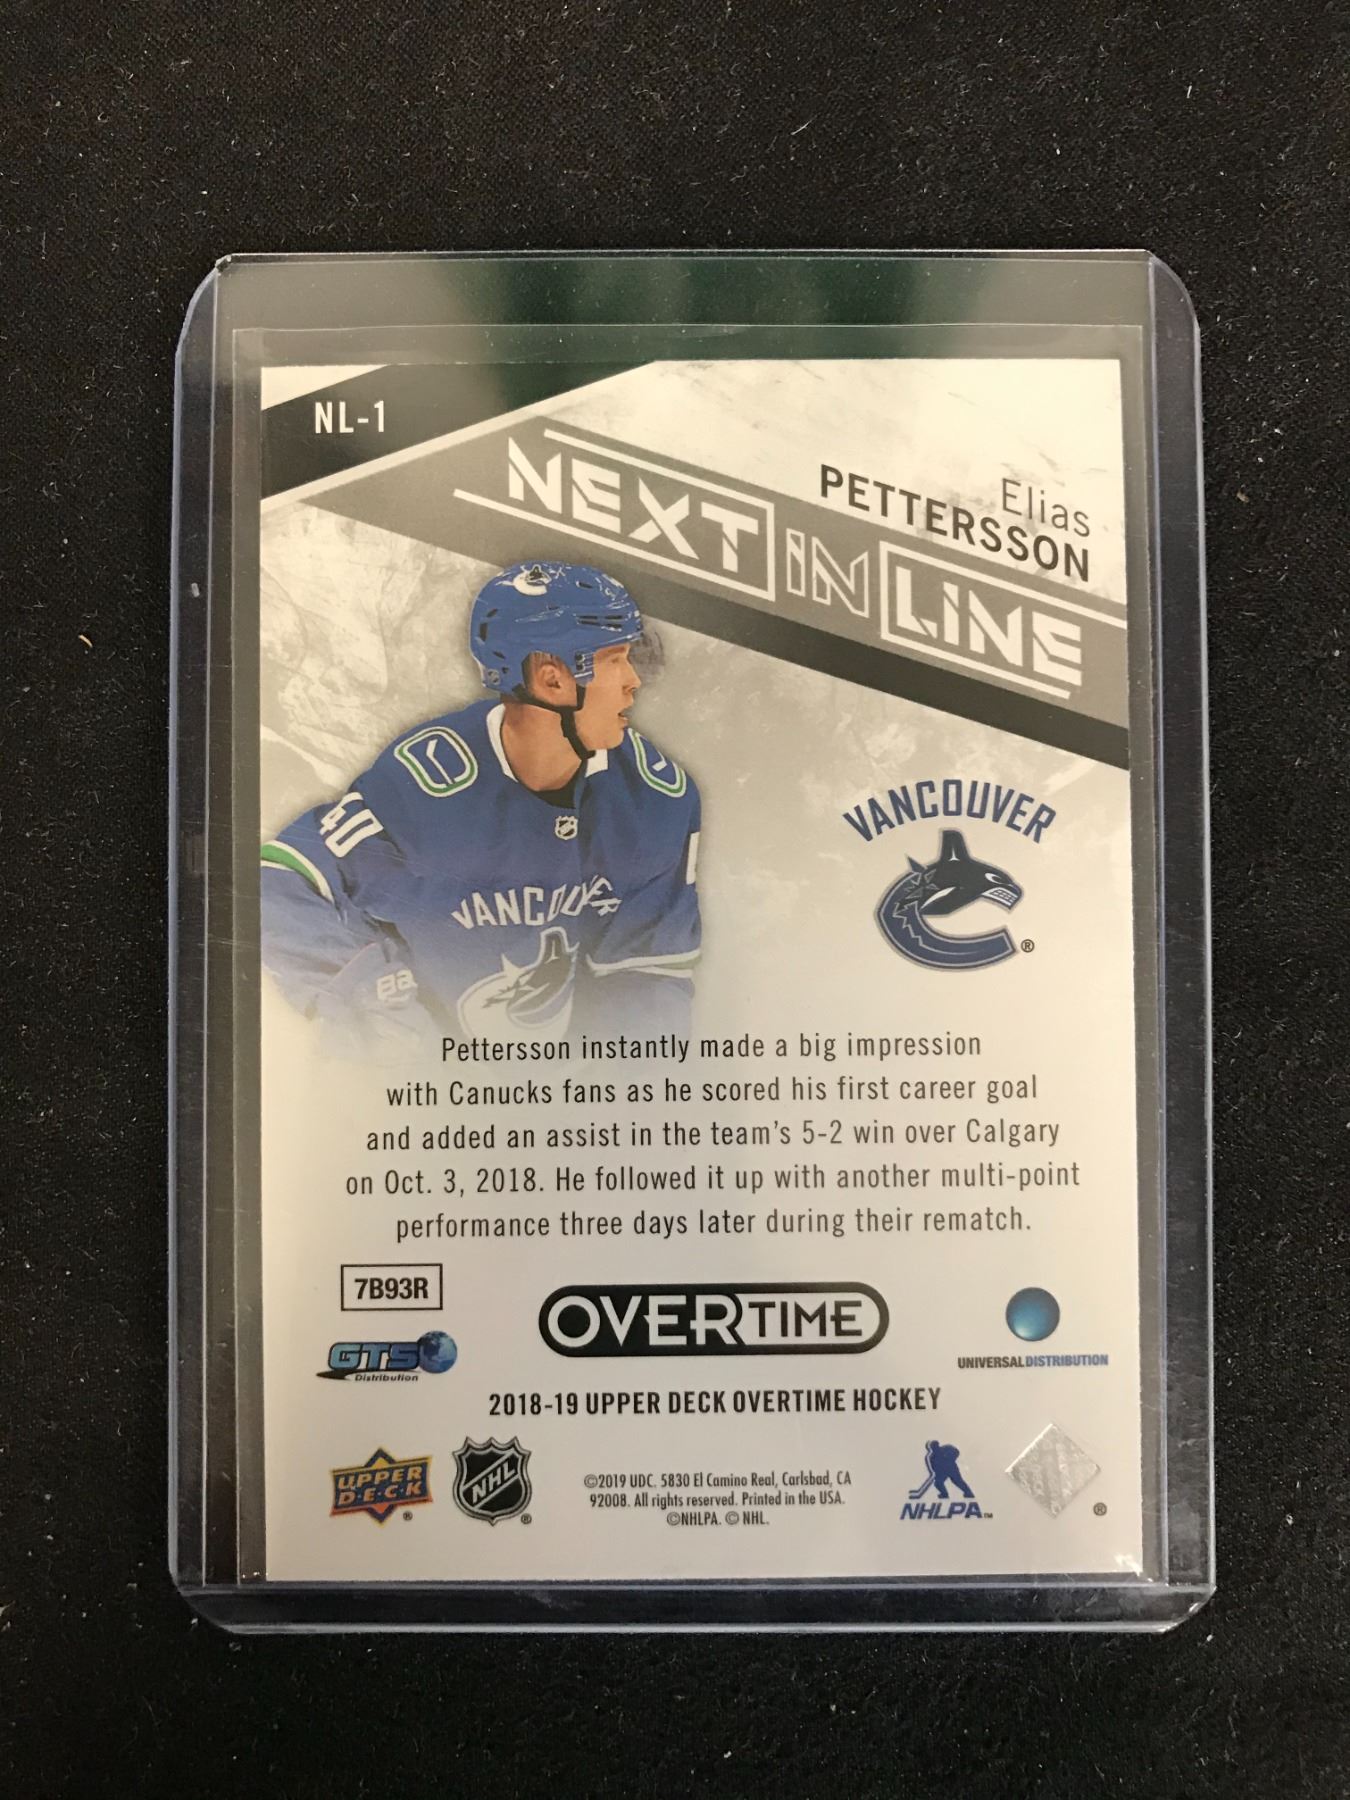 NL-1
Elias
PETTERSSON
NEXT IN LINE
40
VANCOUVER
VANCOUVER
®
Pettersson instantly made a big impression
with Canucks fans as he scored his first career goal
and added an assist in the team's 5-2 win over Calgary
on Oct. 3, 2018. He followed it up with another multi-point
performance three days later during their rematch.
7B93R
GTS
Distribution
OVERTIME
UNIVERSALDISTRIBUTION
2018-19 UPPER DECK OVERTIME HOCKEY
UPPER
D·E·C·K
®
NHL
®
©2019 UDC. 5830 El Camino Real, Carlsbad, CA
92008. All rights reserved. Printed in the USA.
©NHLPA. © NHL.
NHLPA™
®